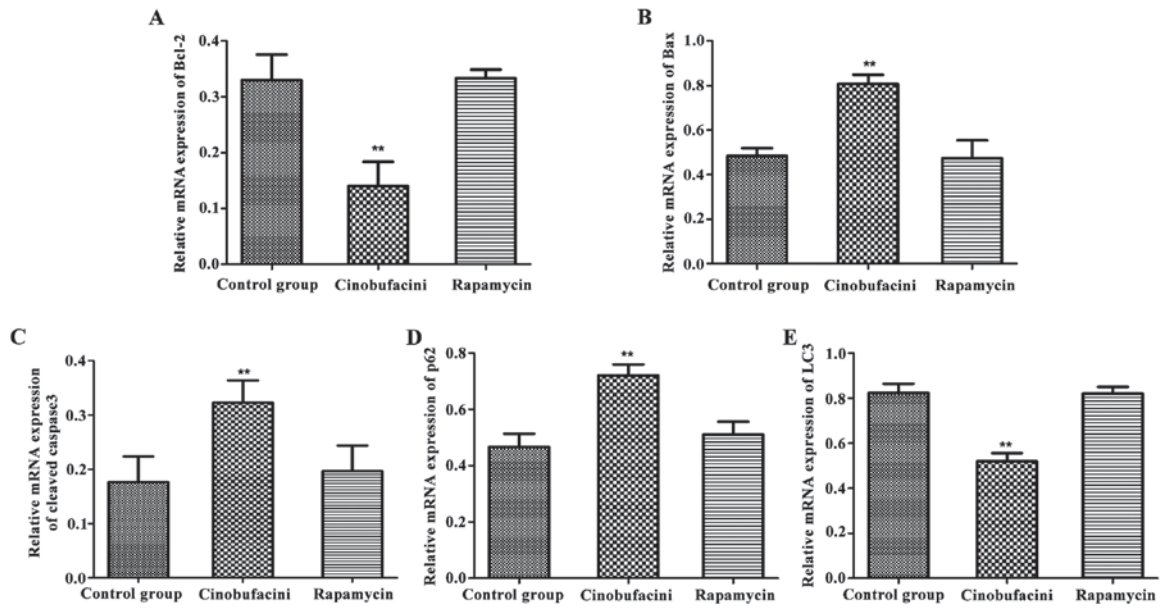 A
Relative mRNA expression of Bcl-2
0.4
0.3
0.2
0.1
0.0
**
Control group Cinobufacini Rapamycin
B
Relative mRNA expression of Bax
1.0
0.8
0.6
0.4
0.2
0.0
**
Control group Cinobufacini Rapamycin
C
Relative mRNA expression
of cleaved caspasc3
0.4
0.3
0.2
0.1
0.0
**
Control group Cinobufacini Rapamycin
D
Relative mRNA expression of p62
0.8
0.6
0.4
0.2
0.0
**
Control group Cinobufacini Rapamycin
E
Relative mRNA expression of LC3
1.0
0.8
0.6
0.4
0.2
0.0
**
Control group Cinobufacini Rapamycin